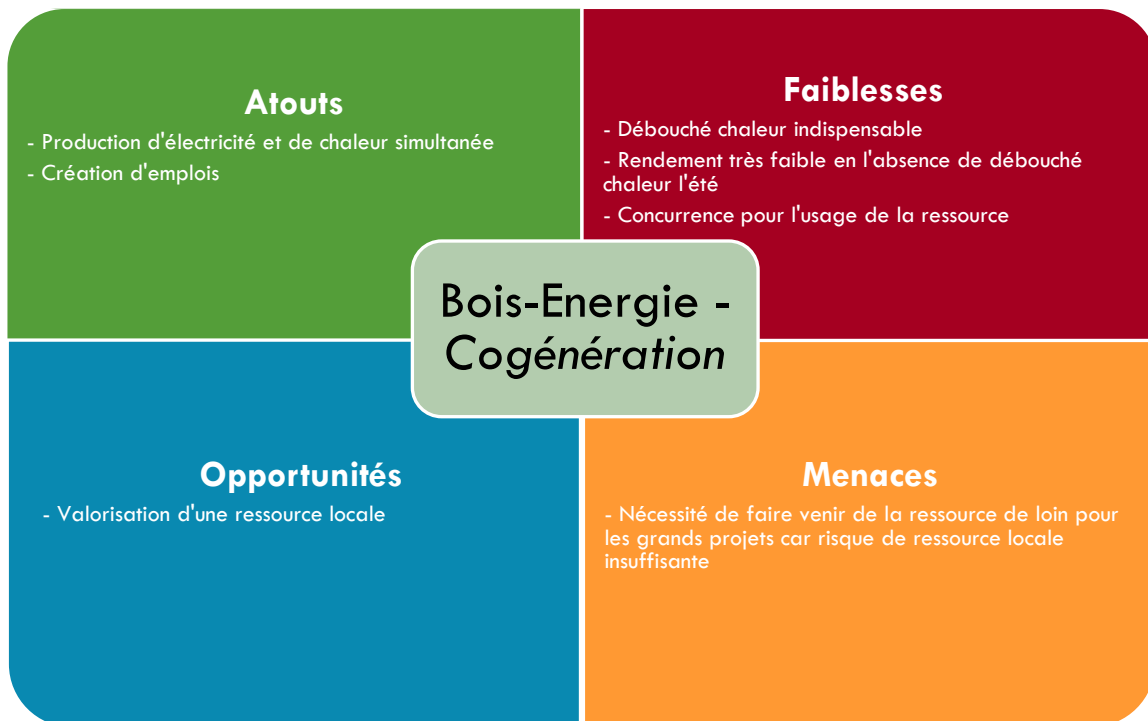 Atouts
- Production d'électricité et de chaleur simultanée
- Création d'emplois
Faiblesses
- Débouché chaleur indispensable
- Rendement très faible en l'absence de débouché
chaleur l'été
- Concurrence pour l'usage de la ressource
Bois-Energie -
Cogénération
Opportunités
- Valorisation d'une ressource locale
Menaces
- Nécessité de faire venir de la ressource de loin pour
les grands projets car risque de ressource locale
insuffisante